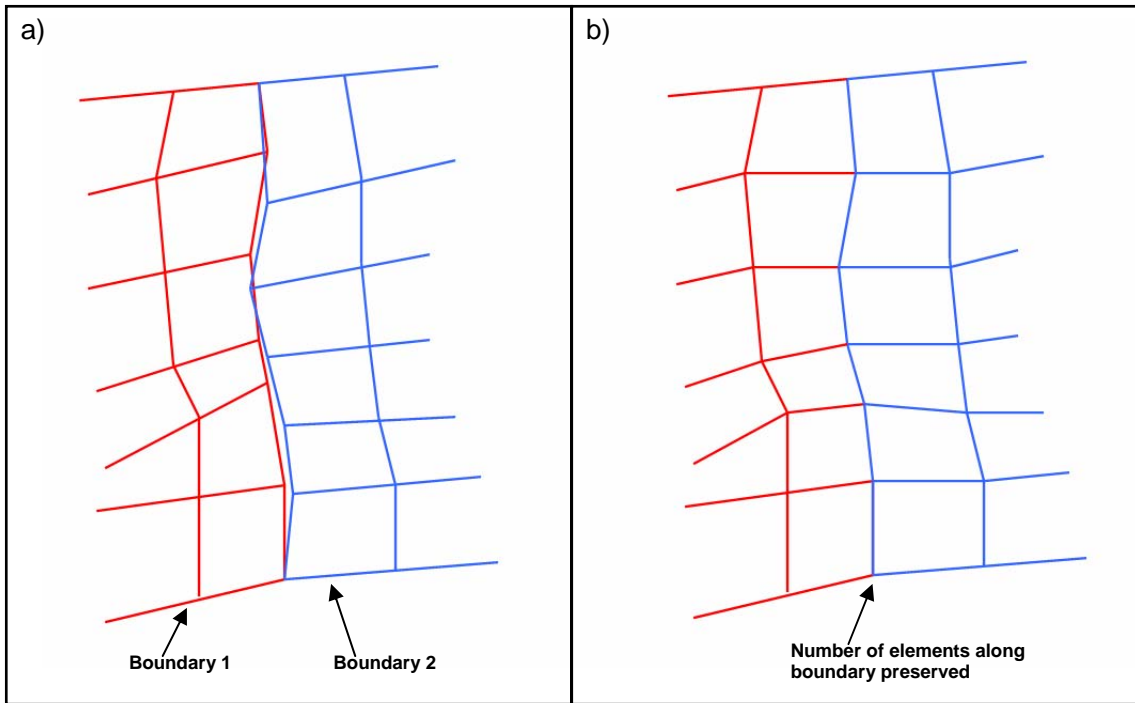 a)
b)
Boundary 1
Boundary 2
Number of elements along
boundary preserved